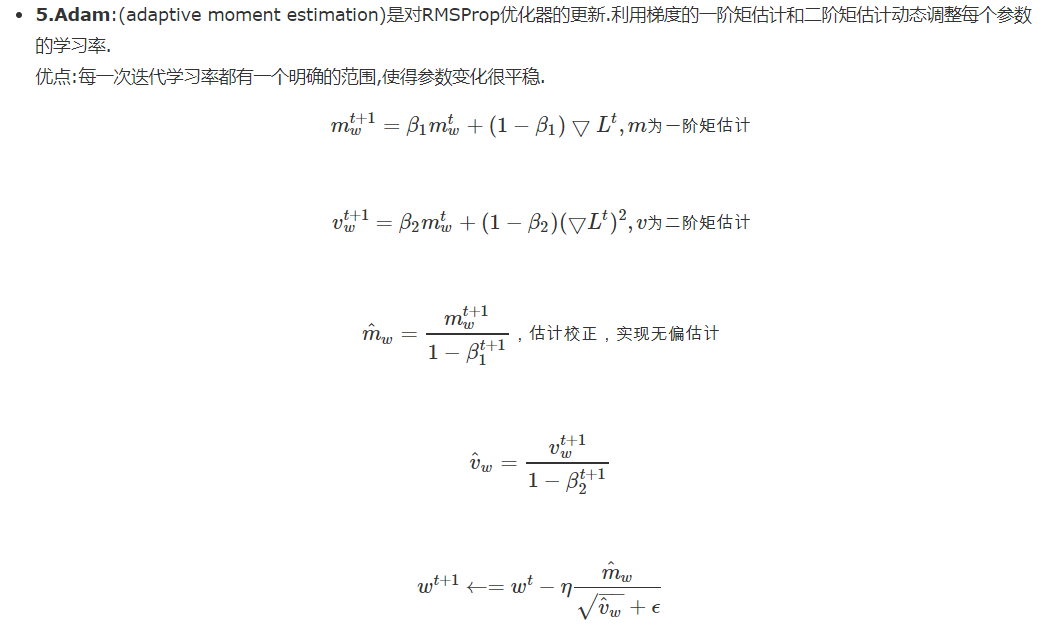 • 5.Adam:(adaptive moment estimation)是对RMSProp优化器的更新.利用梯度的一阶矩估计和二阶矩估计动态调整每个参数
的学习率.
优点:每一次迭代学习率都有一个明确的范围,使得参数变化很平稳.
$m_w^{t+1} = \beta_1 m_w^t + (1 - \beta_1) \bigtriangledown L^t, m$为一阶矩估计
$v_w^{t+1} = \beta_2 m_w^t + (1 - \beta_2)(\bigtriangledown L^t)^2, v$为二阶矩估计
$\hat{m}_w = \frac{m_w^{t+1}}{1 - \beta_1^{t+1}}$，估计校正，实现无偏估计
$\hat{v}_w = \frac{v_w^{t+1}}{1 - \beta_2^{t+1}}$
$w^{t+1} \leftarrow = w^t - \eta \frac{\hat{m}_w}{\sqrt{\hat{v}_w} + \epsilon}$